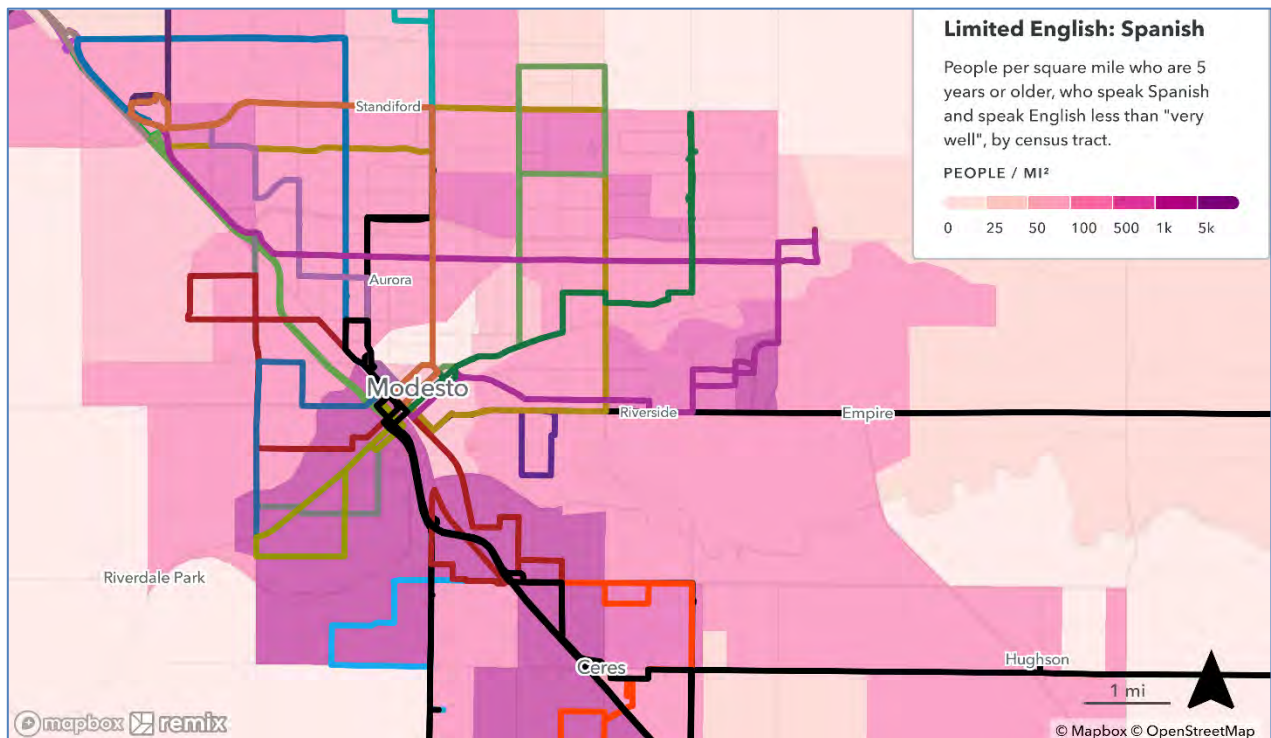 Limited English: Spanish
People per square mile who are 5
years or older, who speak Spanish
and speak English less than "very
well", by census tract.
PEOPLE / MI²
0 25 50 100 500 1k 5k
Standiford
Aurora
Modesto
Riverside
Empire
Riverdale Park
Ceres
Hughson
1 mi
mapbox remix
© Mapbox © OpenStreetMap